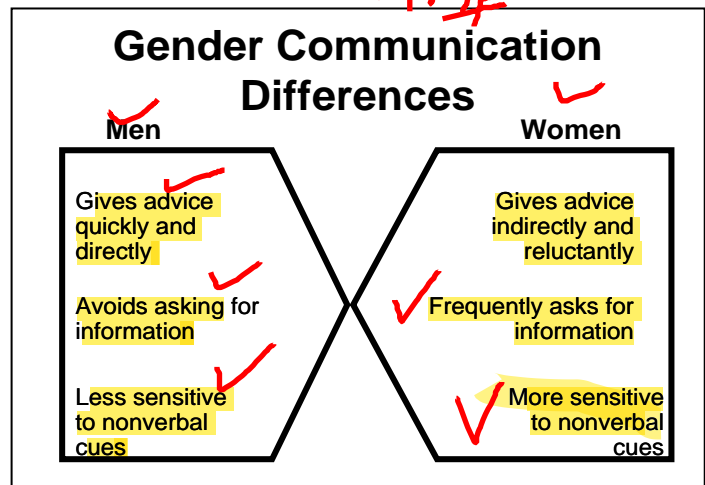 Gender Communication
Differences
Men
Women
Gives advice
quickly and
directly
Avoids asking for
information
Less sensitive
to nonverbal
cues
Gives advice
indirectly and
reluctantly
Frequently asks for
information
More sensitive
to nonverbal
cues